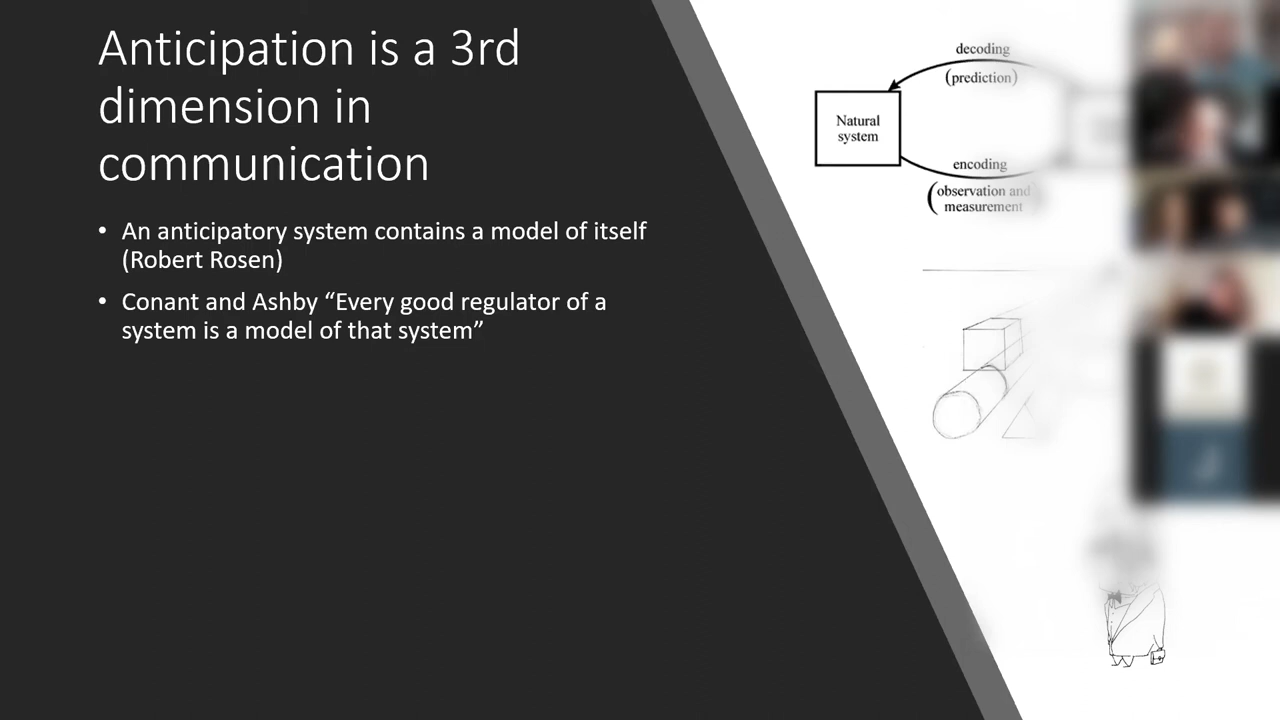 Anticipation is a 3rd
dimension in
communication
• An anticipatory system contains a model of itself
(Robert Rosen)
• Conant and Ashby “Every good regulator of a
system is a model of that system”
decoding
(prediction)
Natural
system
encoding
(observation and
measurement